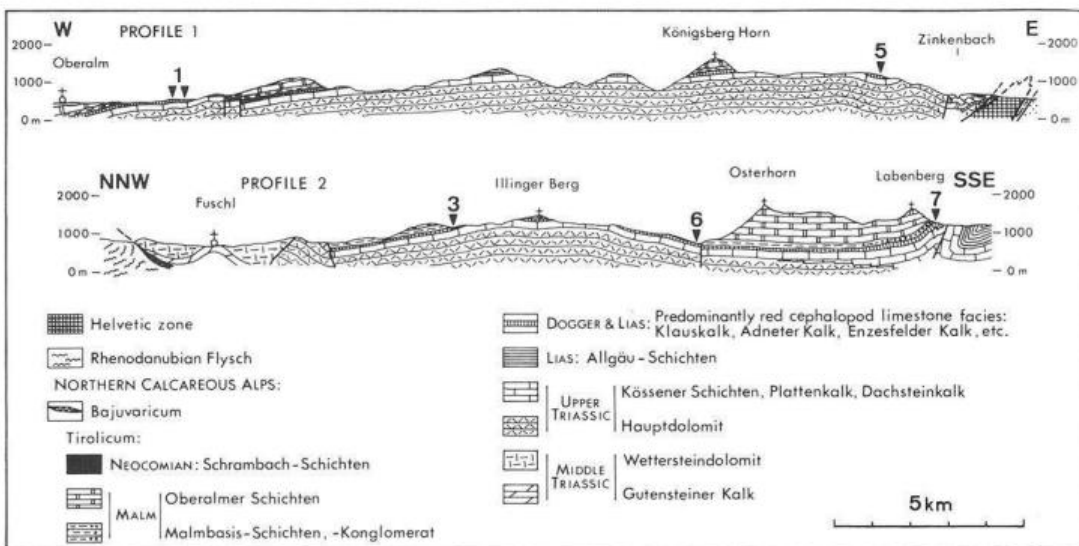 W PROFILE 1 E
Königsberg Horn
Zinkenbach
2000 Oberalm 1 5 2000
1000 1000
0 m 0 m
NNW PROFILE 2 SSE
Osterhorn Labenberg
Illinger Berg
Fuschl
2000 3 6 7 2000
1000 1000
0 m 0 m
Helvetic zone
Rhenodanubian Flysch
NORTHERN CALCAREOUS ALPS:
Bajuvaricum
Tirolicum:
NEOCOMIAN: Schrambach-Schichten
MALM
Oberalmer Schichten
Malmbasis-Schichten, -Konglomerat
DOGGER & LIAS: Predominantly red cephalopod limestone facies:
Klauskalk, Adneter Kalk, Enzesfelder Kalk, etc.
LIAS: Allgäu-Schichten
UPPER TRIASSIC
Kössener Schichten, Plattenkalk, Dachsteinkalk
Hauptdolomit
MIDDLE TRIASSIC
Wettersteindolomit
Gutensteiner Kalk
5 km